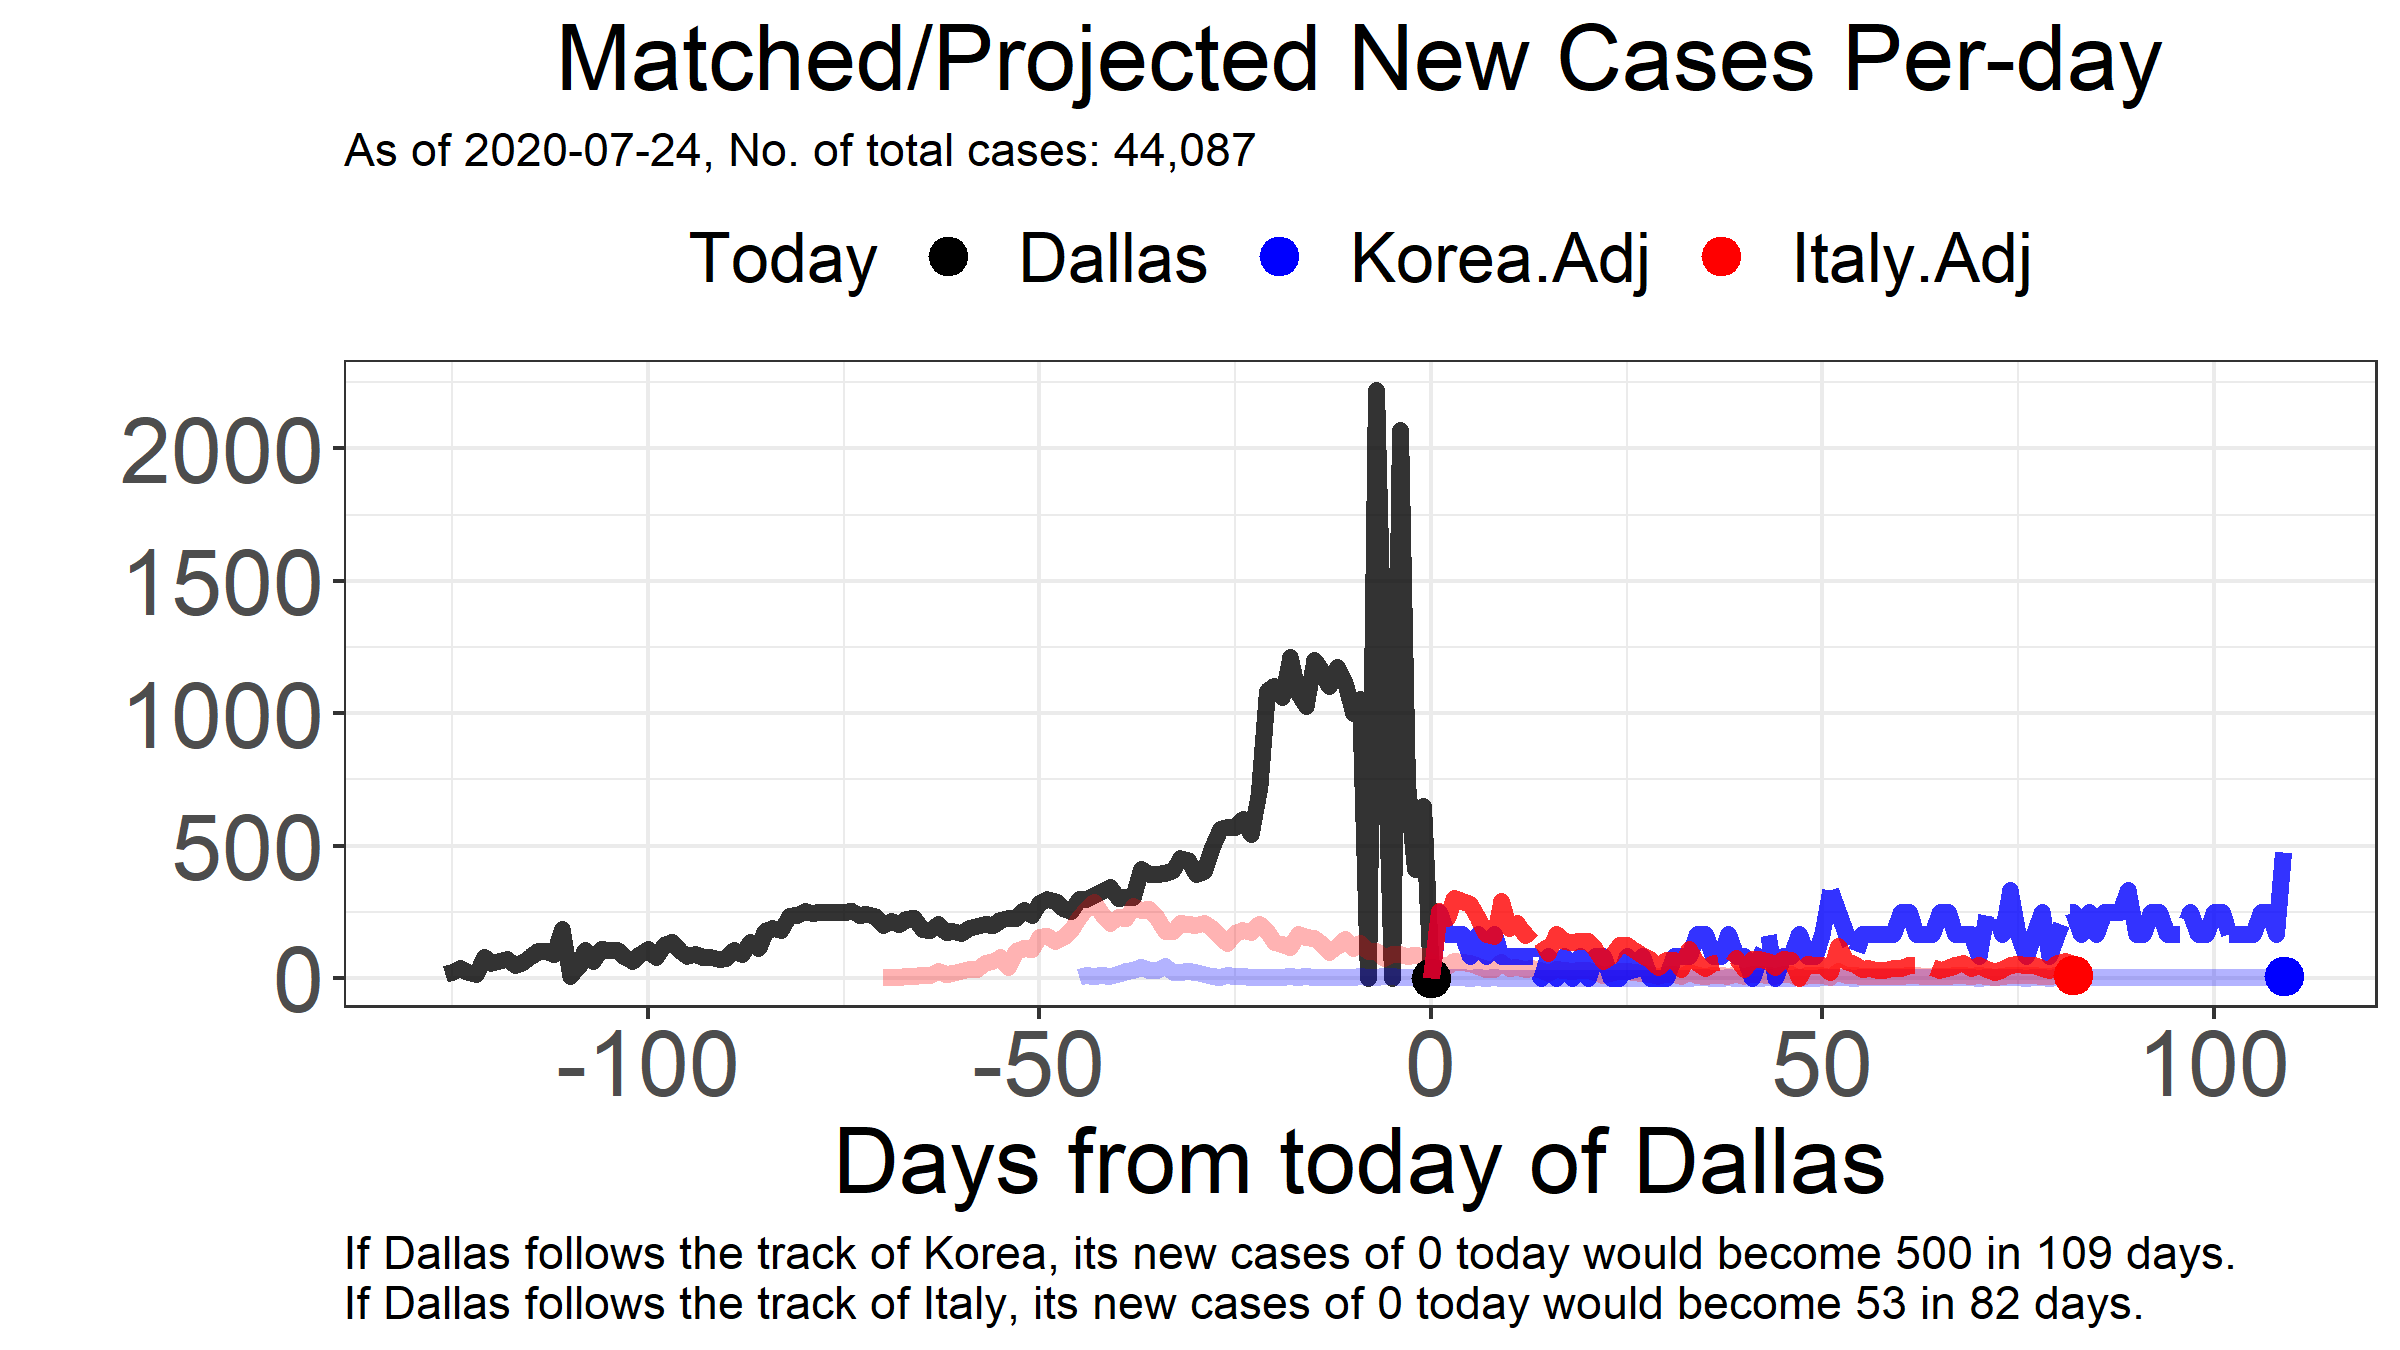 Matched/Projected New Cases Per-day
As of 2020-07-24, No. of total cases: 44,087
Today Dallas Korea.Adj Italy.Adj
2000
1500
1000
500
0
-100 -50 0 50 100
Days from today of Dallas
If Dallas follows the track of Korea, its new cases of 0 today would become 500 in 109 days.
If Dallas follows the track of Italy, its new cases of 0 today would become 53 in 82 days.